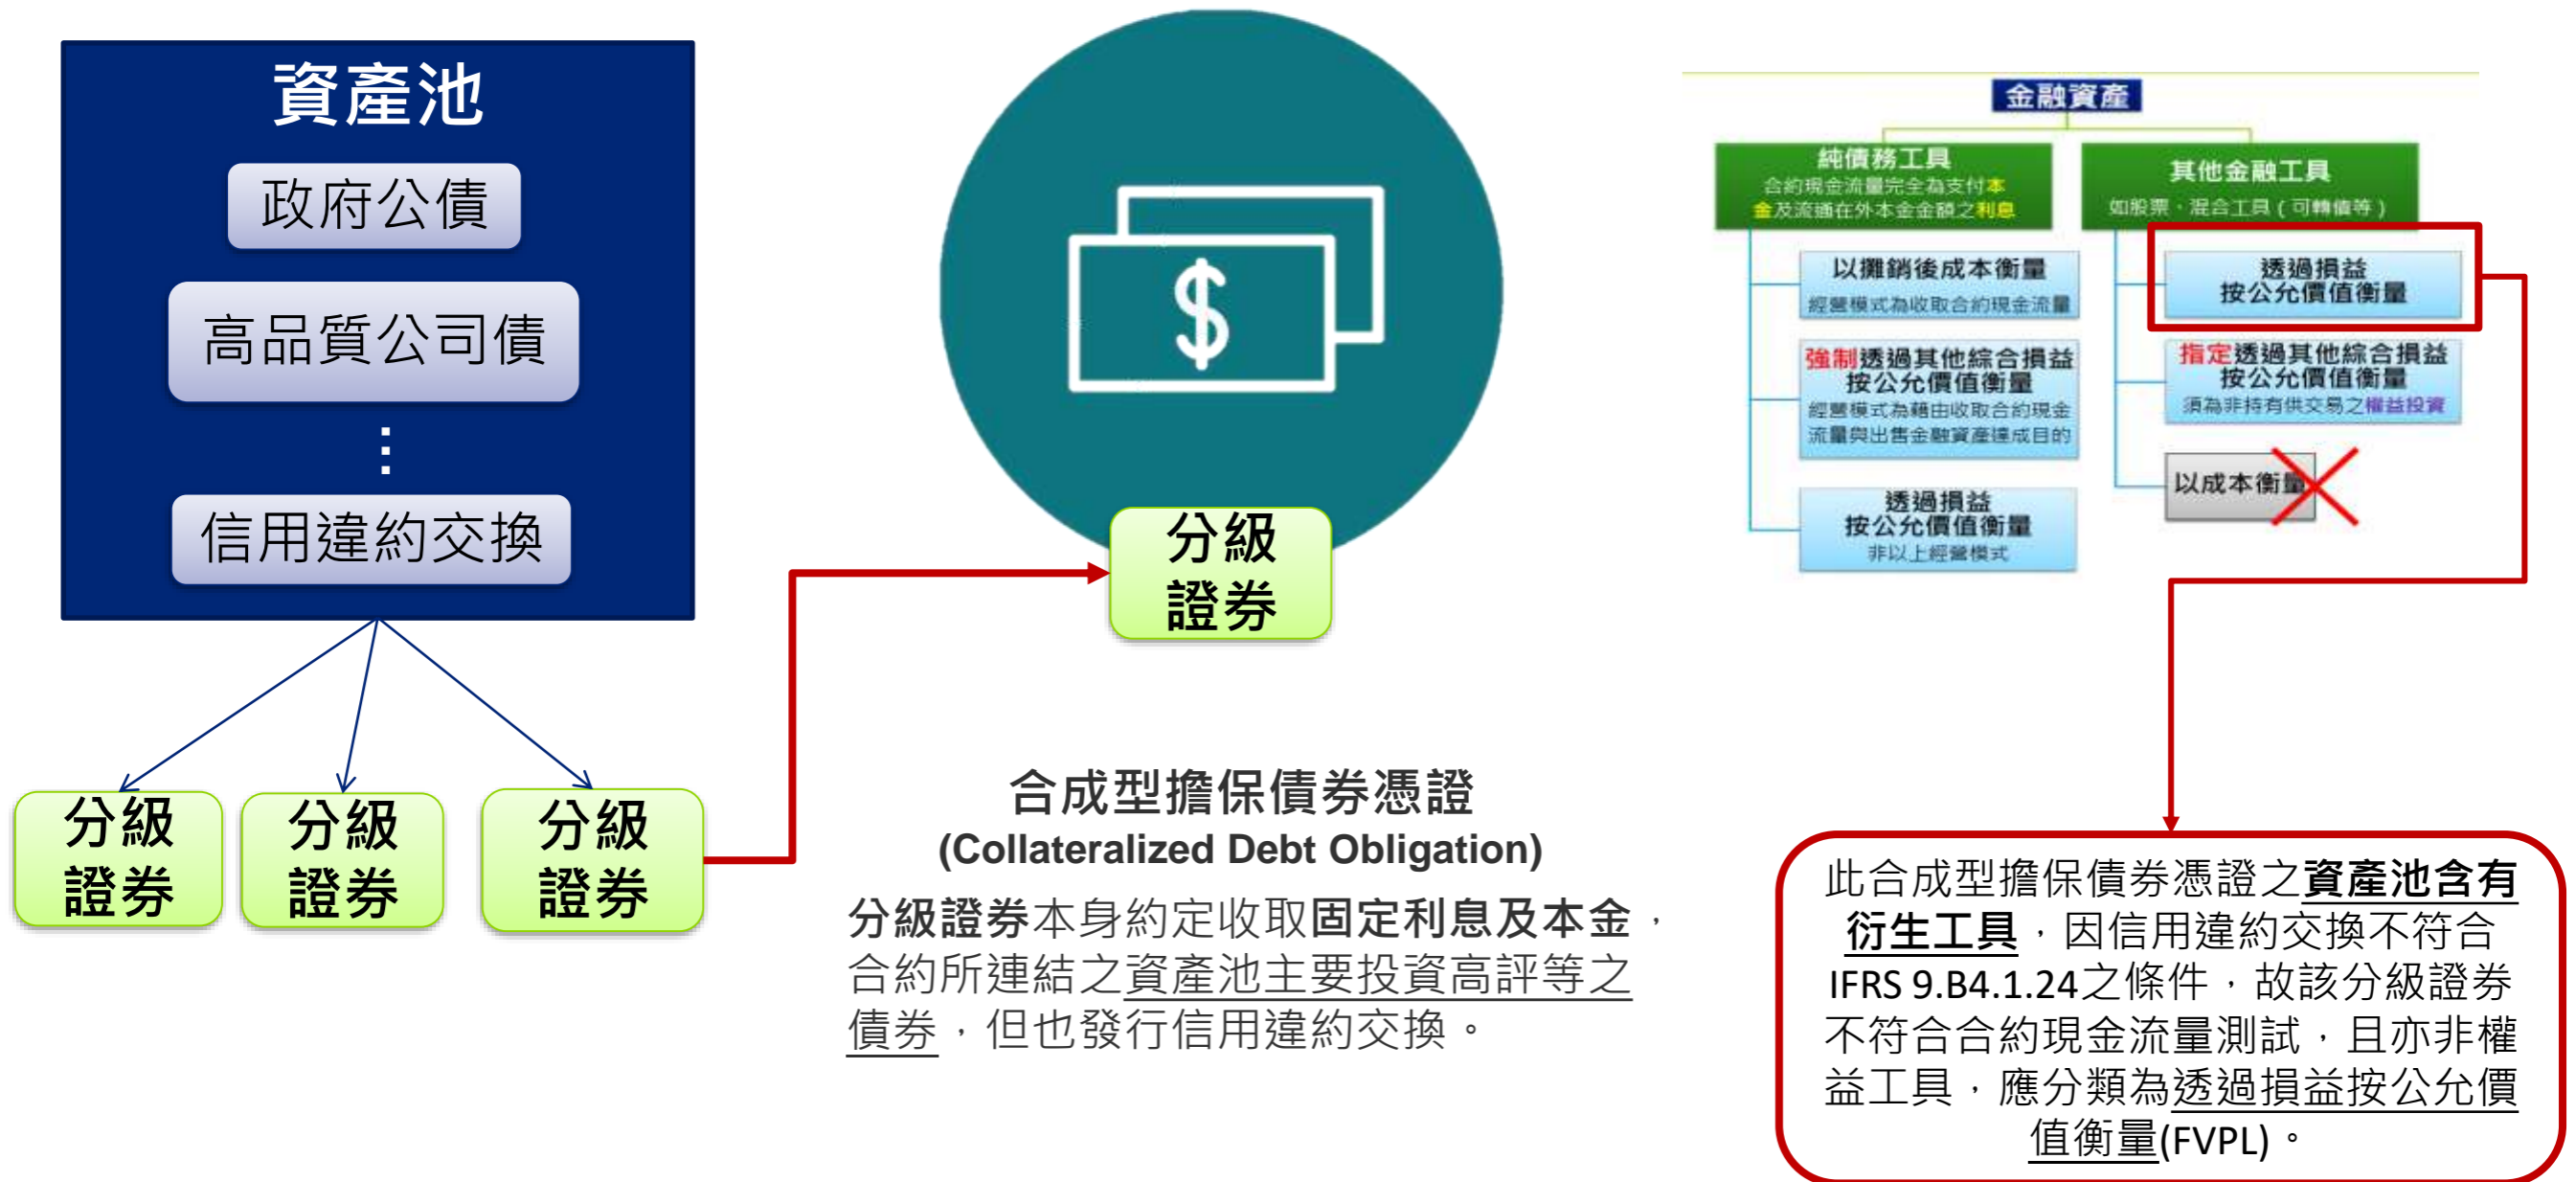 資產池
政府公債
高品質公司債
⋮
信用違約交換
分級
證券
分級
證券
分級
證券
$
分級
證券
合成型擔保債券憑證
(Collateralized Debt Obligation)
分級證券本身約定收取固定利息及本金，
合約所連結之資產池主要投資高評等之
債券，但也發行信用違約交換。
金融資產
純債務工具
合約現金流量完全為支付本
金及流通在外本金金額之利息
以攤銷後成本衡量
經營模式為收取合約現金流量
強制透過其他綜合損益
按公允價值衡量
經營模式為藉由收取合約現金
流量與出售金融資產達成目的
透過損益
按公允價值衡量
非以上經營模式
其他金融工具
如股票、混合工具（可轉債等）
透過損益
按公允價值衡量
指定透過其他綜合損益
按公允價值衡量
須為非持有供交易之權益投資
以成本衡量
此合成型擔保債券憑證之資產池含有
衍生工具，因信用違約交換不符合
IFRS 9.B4.1.24之條件，故該分級證券
不符合合約現金流量測試，且亦非權
益工具，應分類為透過損益按公允價
值衡量(FVPL)。